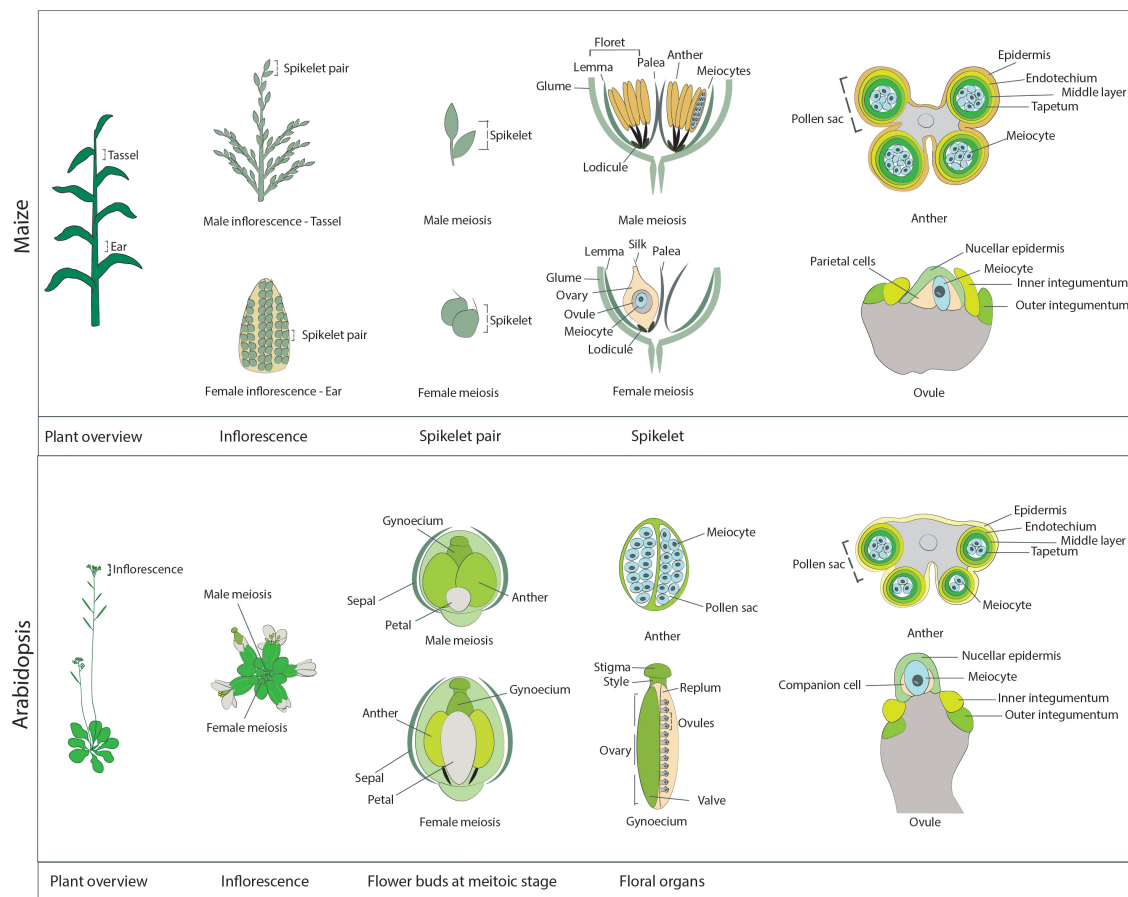 Maize
Tassel
Ear
Spikelet pair
Male inflorescence - Tassel
Spikelet pair
Female inflorescence - Ear
Spikelet
Male meiosis
Spikelet
Female meiosis
Floret
Lemma
Palea
Anther
Glume
Meiocytes
Lodicule
Male meiosis
Silk
Lemma
Palea
Glume
Ovary
Ovule
Meiocyte
Lodicule
Female meiosis
Epidermis
Endotechium
Middle layer
Tapetum
Pollen sac
Meiocyte
Anther
Nucellar epidermis
Parietal cells
Meiocyte
Inner integumentum
Outer integumentum
Ovule
Plant overview
Inflorescence
Spikelet pair
Spikelet
Arabidopsis
Inflorescence
Male meiosis
Female meiosis
Gynoecium
Sepal
Anther
Petal
Male meiosis
Gynoecium
Anther
Sepal
Petal
Female meiosis
Meiocyte
Pollen sac
Anther
Stigma
Style
Replum
Ovules
Ovary
Valve
Gynoecium
Epidermis
Endotechium
Middle layer
Tapetum
Pollen sac
Meiocyte
Anther
Nucellar epidermis
Meiocyte
Companion cell
Inner integumentum
Outer integumentum
Ovule
Plant overview
Inflorescence
Flower buds at meitoic stage
Floral organs